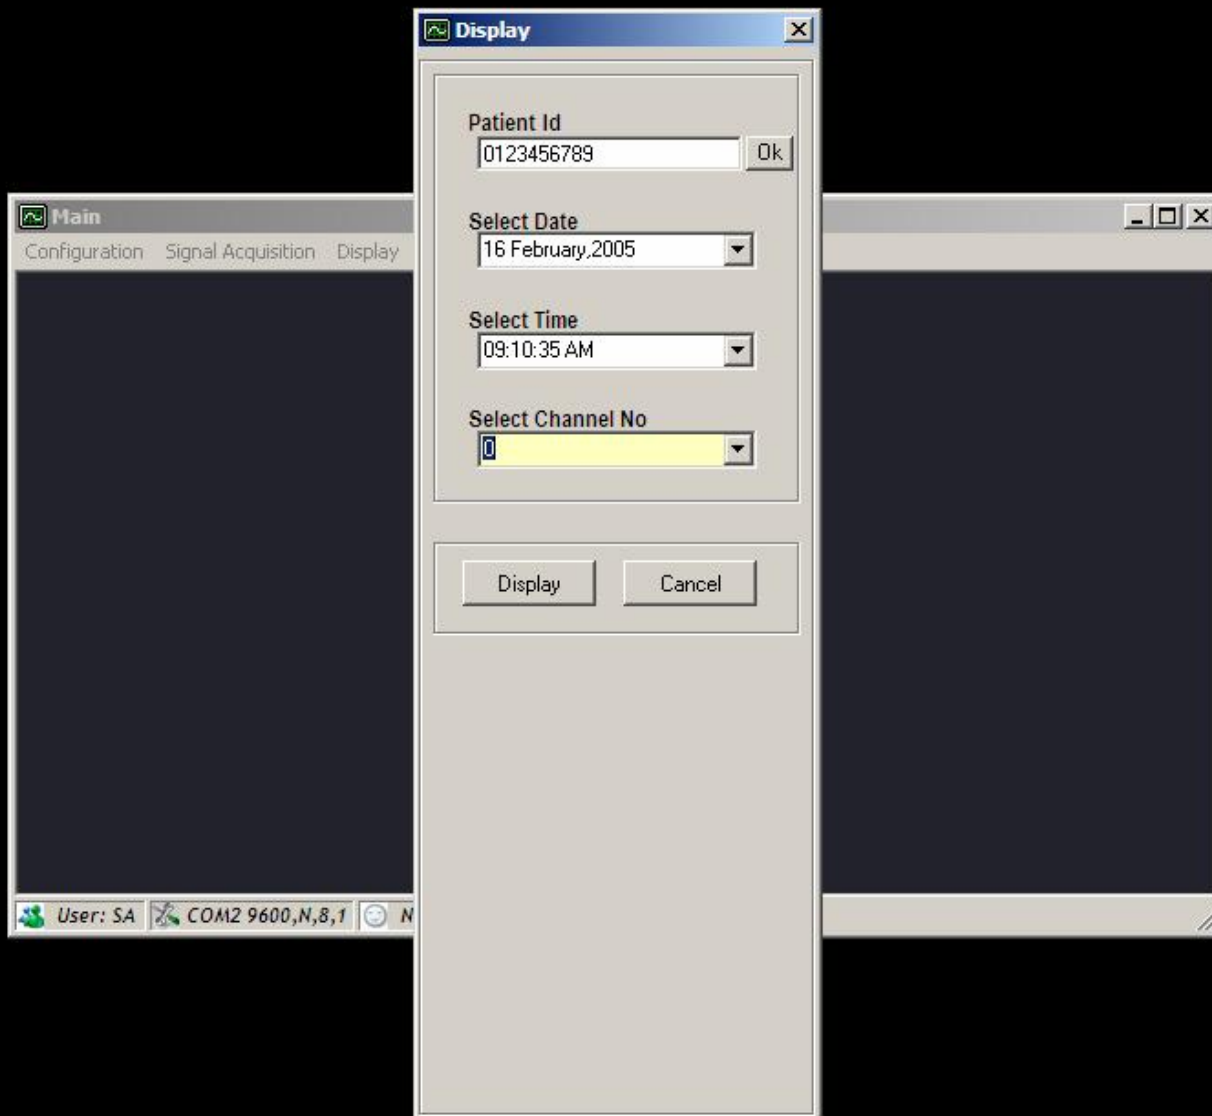 Display
Patient Id
0123456789 Ok
Select Date
16 February,2005
Select Time
09:10:35 AM
Select Channel No
0
Display Cancel
Main
Configuration Signal Acquisition Display
User: SA COM2 9600,N,8,1 N